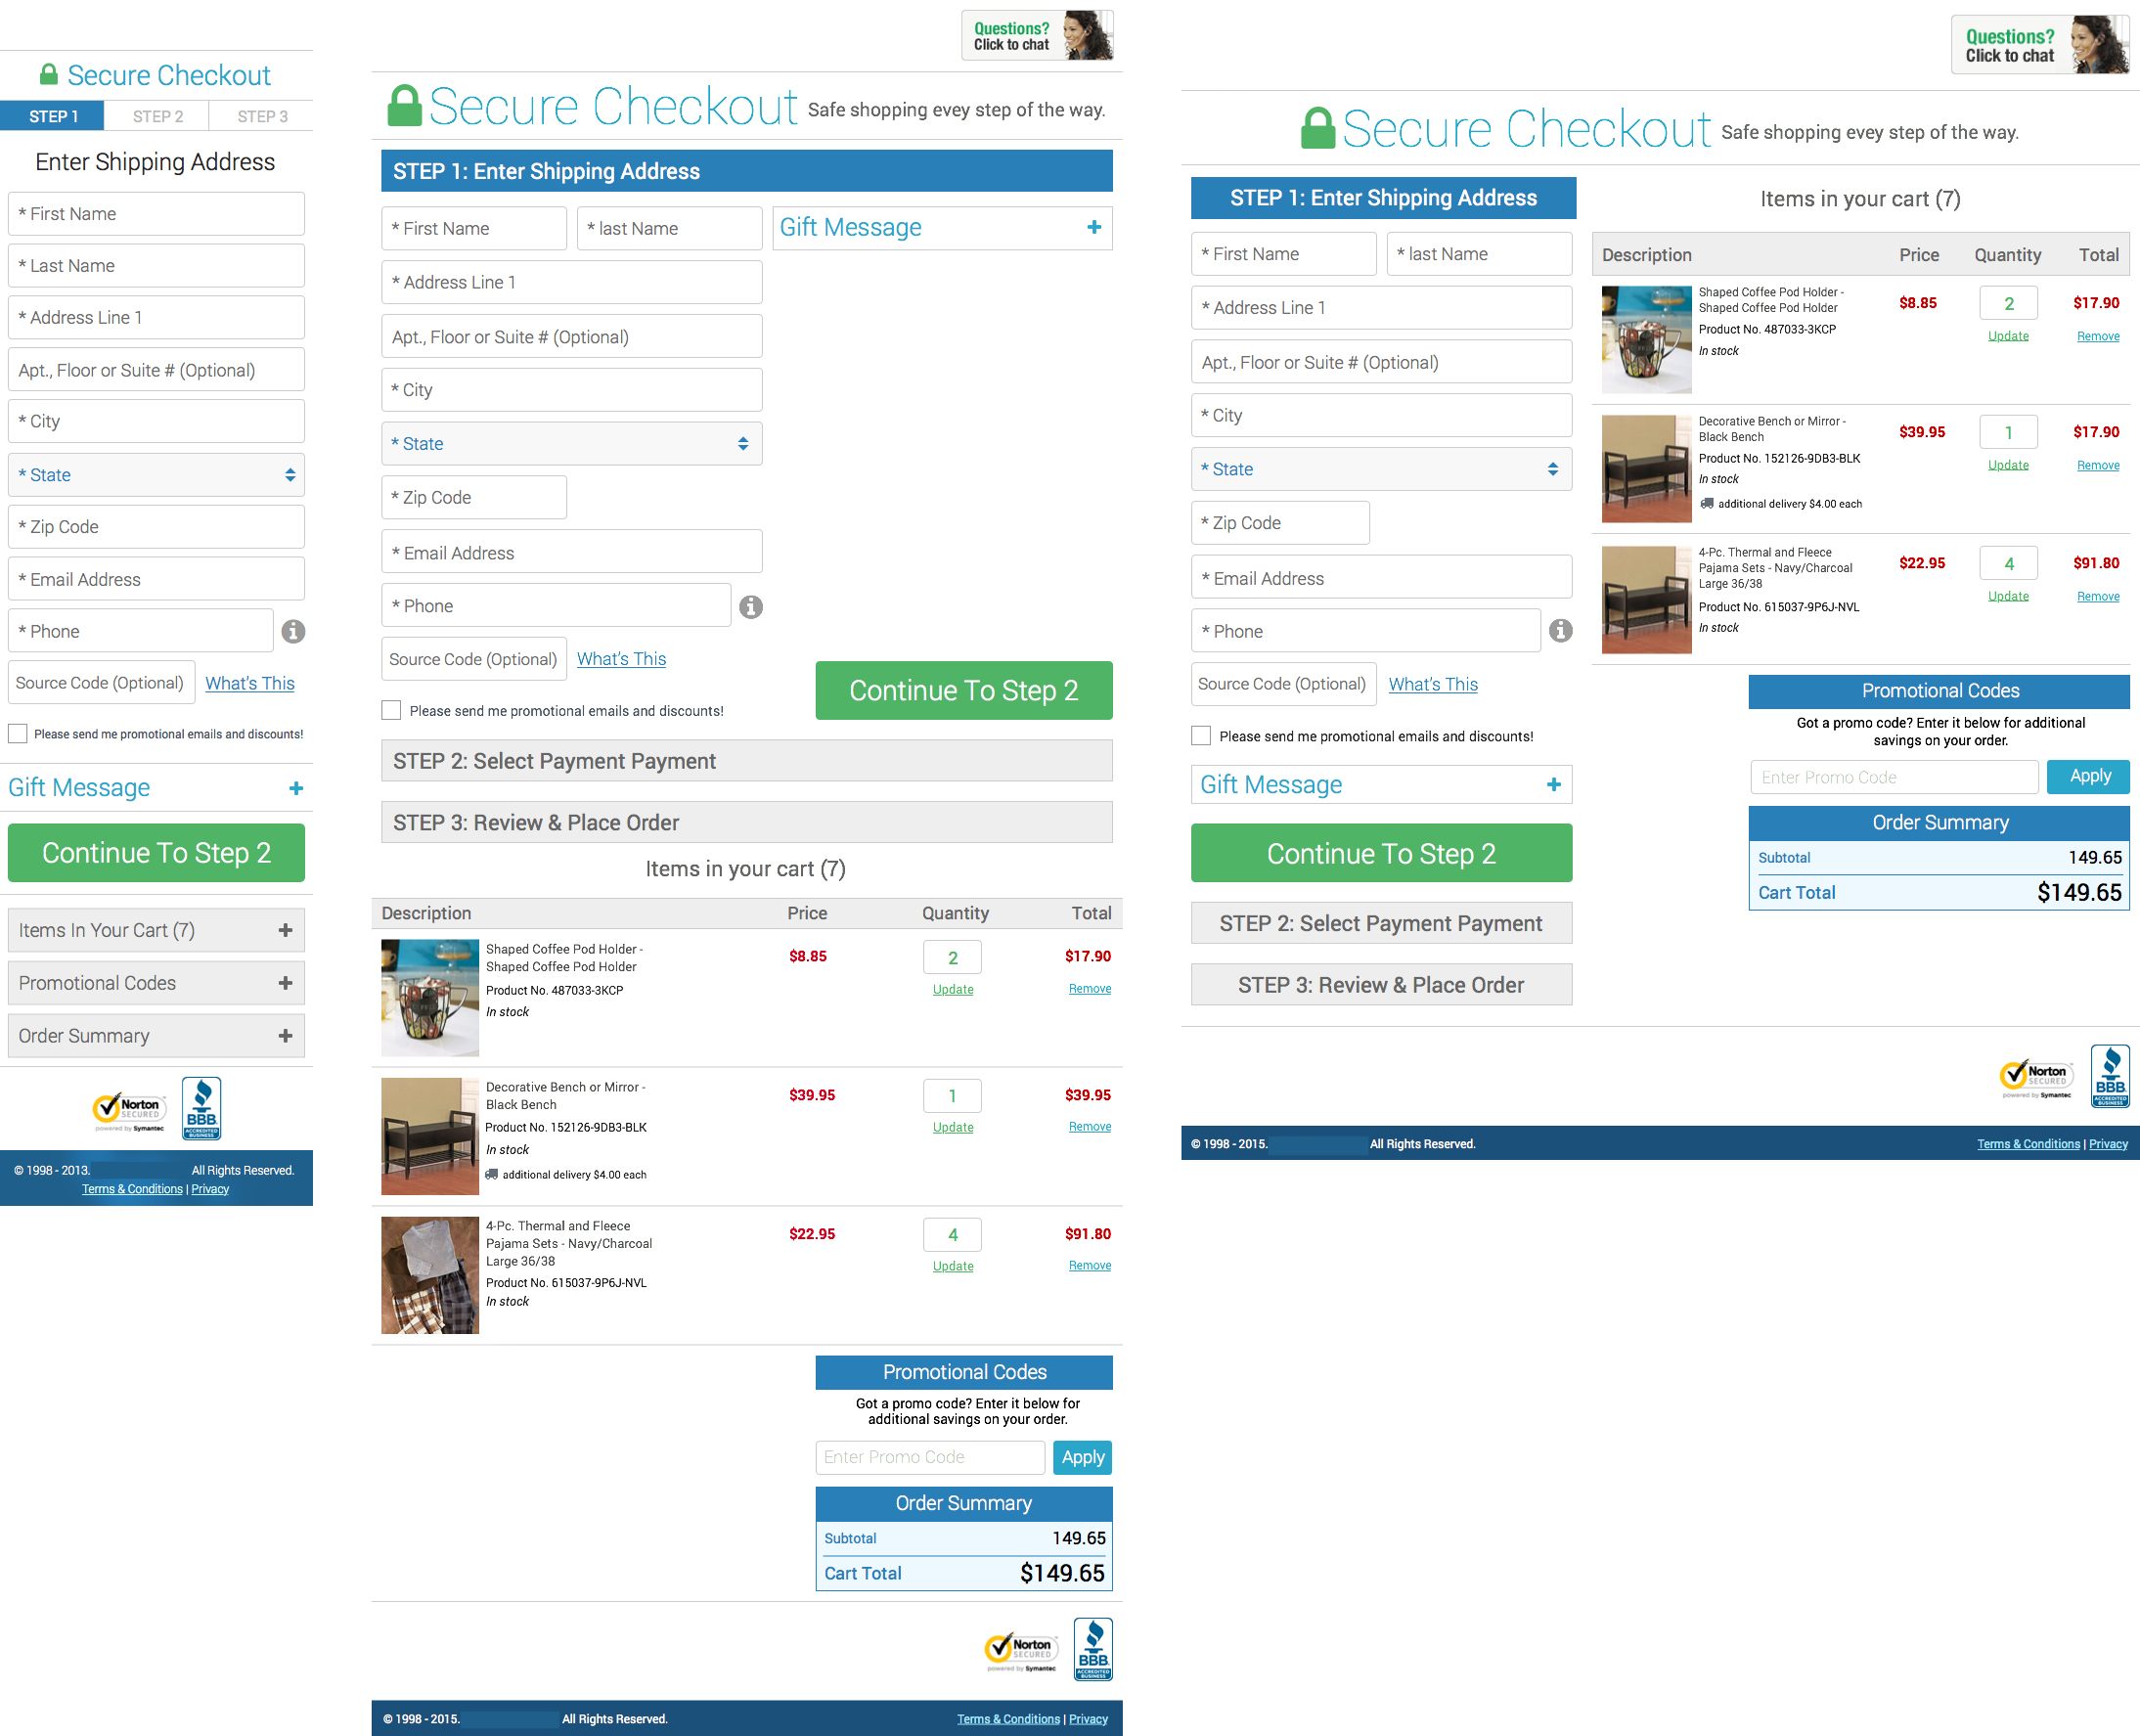 Secure Checkout
STEP 1 STEP 2 STEP 3
Enter Shipping Address
* First Name
* Last Name
* Address Line 1
Apt., Floor or Suite # (Optional)
* City
* State
* Zip Code
* Email Address
* Phone
Source Code (Optional) What's This
Please send me promotional emails and discounts!
Gift Message +
Continue To Step 2
Items In Your Cart (7) +
Promotional Codes +
Order Summary +
Norton
SECURED
powered by Symantec
BBB
ACCREDITED
BUSINESS
© 1998 - 2013. All Rights Reserved.
Terms & Conditions | Privacy
Questions?
Click to chat
Secure Checkout Safe shopping evey step of the way.
STEP 1: Enter Shipping Address
* First Name * last Name Gift Message +
* Address Line 1
Apt., Floor or Suite # (Optional)
* City
* State
* Zip Code
* Email Address
* Phone
Source Code (Optional) What's This
Please send me promotional emails and discounts!
Continue To Step 2
STEP 2: Select Payment Payment
STEP 3: Review & Place Order
Items in your cart (7)
Description Price Quantity Total
Shaped Coffee Pod Holder -
Shaped Coffee Pod Holder
Product No. 487033-3KCP
In stock
$8.85 2 $17.90
Update Remove
Decorative Bench or Mirror -
Black Bench
Product No. 152126-9DB3-BLK
In stock
additional delivery $4.00 each
$39.95 1 $39.95
Update Remove
4-Pc. Thermal and Fleece
Pajama Sets - Navy/Charcoal
Large 36/38
Product No. 615037-9P6J-NVL
In stock
$22.95 4 $91.80
Update Remove
Promotional Codes
Got a promo code? Enter it below for
additional savings on your order.
Enter Promo Code Apply
Order Summary
Subtotal 149.65
Cart Total $149.65
Norton
SECURED
powered by Symantec
BBB
ACCREDITED
BUSINESS
© 1998 - 2015. All Rights Reserved. Terms & Conditions | Privacy
Questions?
Click to chat
Secure Checkout Safe shopping evey step of the way.
STEP 1: Enter Shipping Address
* First Name * last Name
* Address Line 1
Apt., Floor or Suite # (Optional)
* City
* State
* Zip Code
* Email Address
* Phone
Source Code (Optional) What's This
Please send me promotional emails and discounts!
Gift Message +
Continue To Step 2
STEP 2: Select Payment Payment
STEP 3: Review & Place Order
Items in your cart (7)
Description Price Quantity Total
Shaped Coffee Pod Holder -
Shaped Coffee Pod Holder
Product No. 487033-3KCP
In stock
$8.85 2 $17.90
Update Remove
Decorative Bench or Mirror -
Black Bench
Product No. 152126-9DB3-BLK
In stock
additional delivery $4.00 each
$39.95 1 $17.90
Update Remove
4-Pc. Thermal and Fleece
Pajama Sets - Navy/Charcoal
Large 36/38
Product No. 615037-9P6J-NVL
In stock
$22.95 4 $91.80
Update Remove
Promotional Codes
Got a promo code? Enter it below for additional
savings on your order.
Enter Promo Code Apply
Order Summary
Subtotal 149.65
Cart Total $149.65
Norton
SECURED
powered by Symantec
BBB
ACCREDITED
BUSINESS
© 1998 - 2015. All Rights Reserved. Terms & Conditions | Privacy